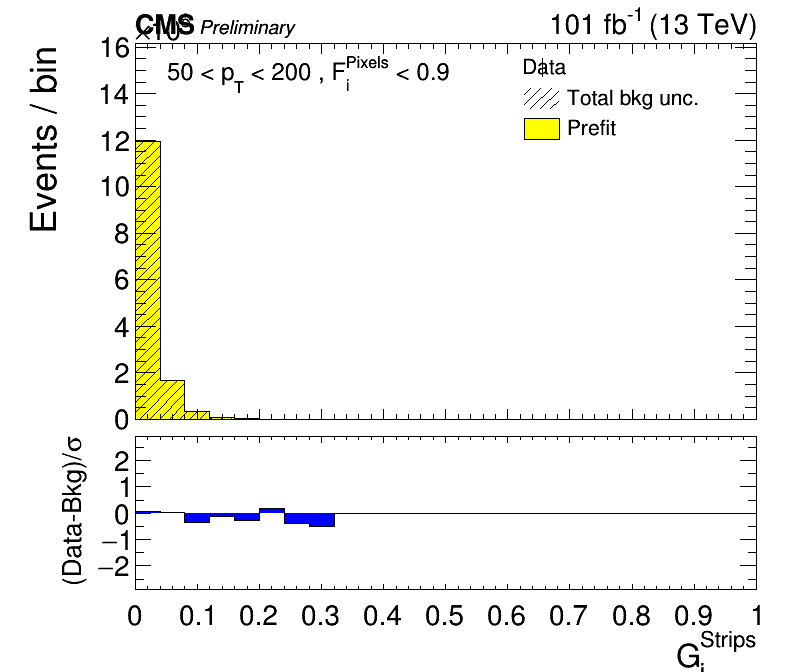 CMS Preliminary 101 fb-1 (13 TeV)
50 < pT < 200 , FiPixels < 0.9
Data
Total bkg unc.
Prefit
Events / bin
16
14
12
10
8
6
4
2
0
(Data-Bkg)/σ
2
1
0
−1
−2
0 0.1 0.2 0.3 0.4 0.5 0.6 0.7 0.8 0.9 1
GiStrips